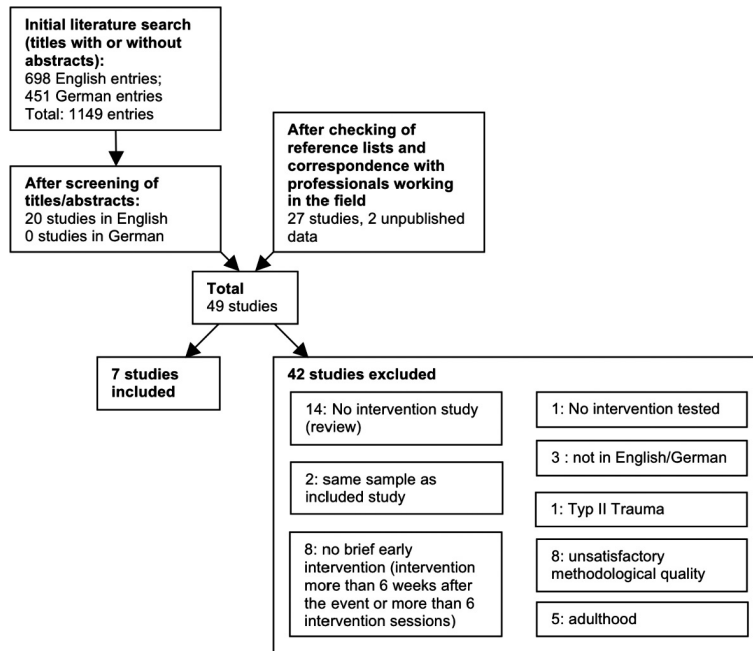 Initial literature search
(titles with or without
abstracts):
698 English entries;
451 German entries
Total: 1149 entries
After checking of
reference lists and
correspondence with
professionals working
in the field
27 studies, 2 unpublished
data
After screening of
titles/abstracts:
20 studies in English
0 studies in German
Total
49 studies
7 studies
included
42 studies excluded
14: No intervention study
(review)
2: same sample as
included study
8: no brief early
intervention (intervention
more than 6 weeks after
the event or more than 6
intervention sessions)
1: No intervention tested
3 : not in English/German
1: Typ II Trauma
8: unsatisfactory
methodological quality
5: adulthood